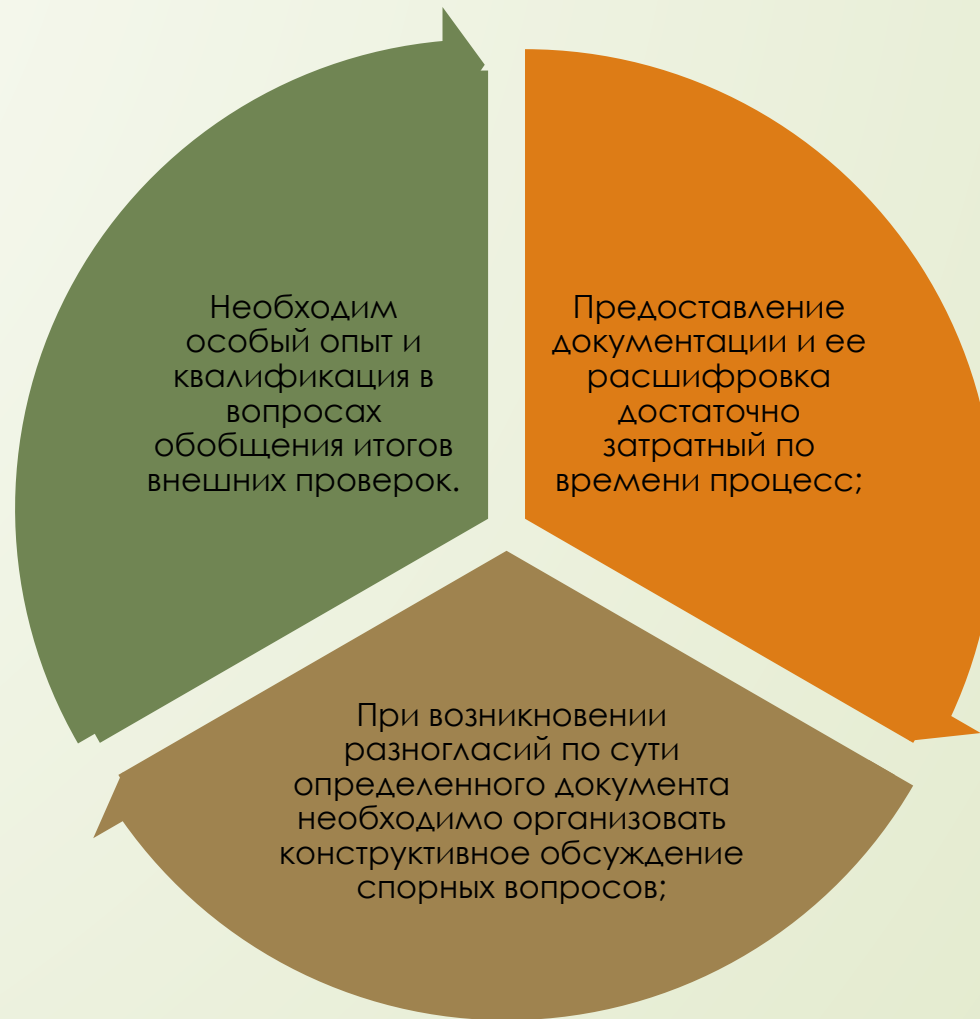 Необходим
особый опыт и
квалификация в
вопросах
обобщения итогов
внешних проверок.
Предоставление
документации и ее
расшифровка
достаточно
затратный по
времени процесс;
При возникновении
разногласий по сути
определенного документа
необходимо организовать
конструктивное обсуждение
спорных вопросов;